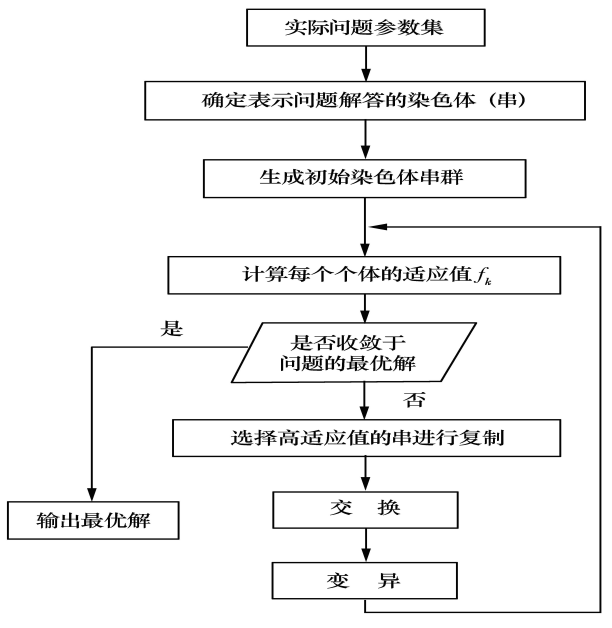 实际问题参数集
确定表示问题解答的染色体（串）
生成初始染色体串群
计算每个个体的适应值 fk
是
是否收敛于
问题的最优解
否
选择高适应值的串进行复制
输出最优解
交 换
变 异